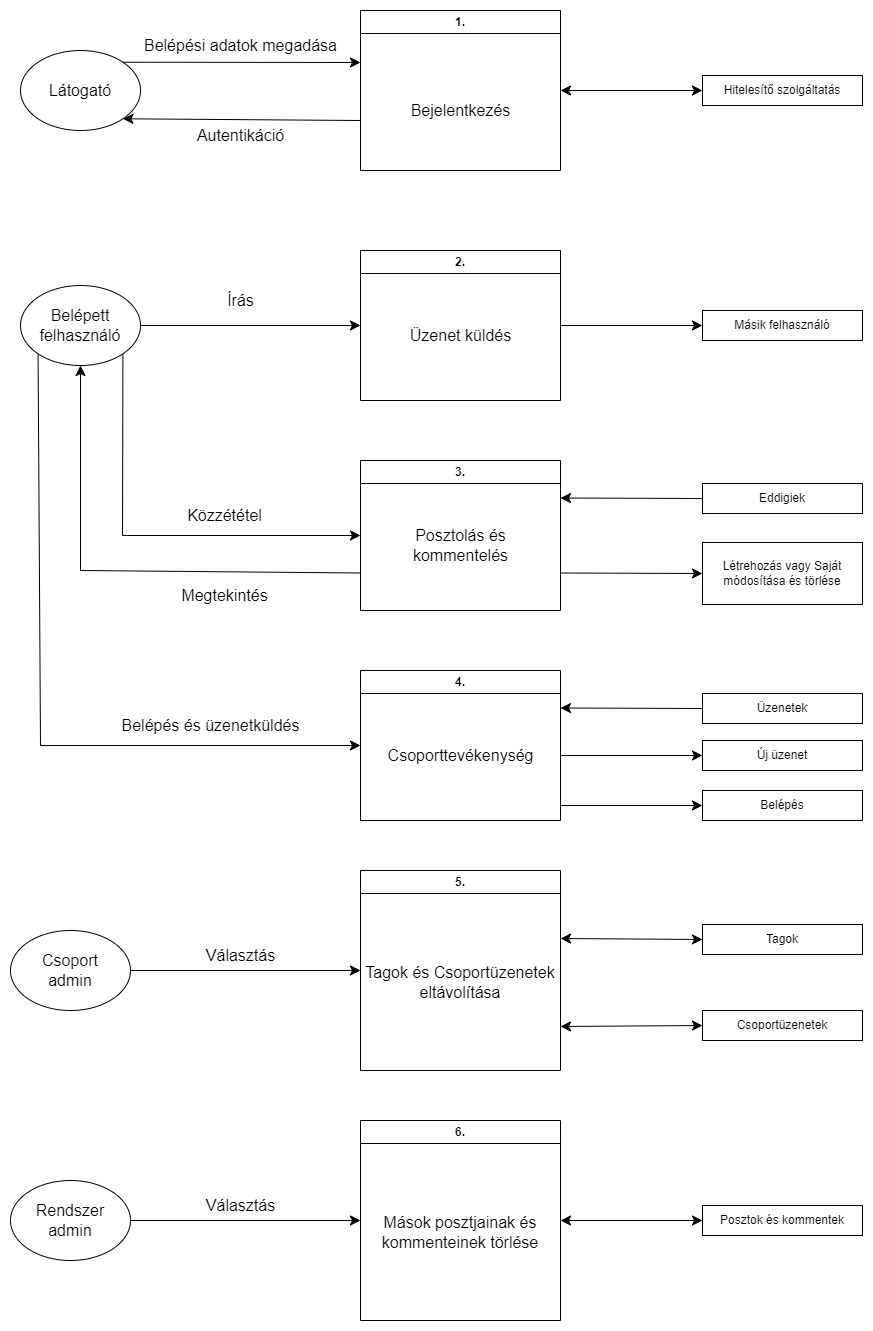 1.
Belépési adatok megadása
Látogató
Bejelentkezés
Hitelesítő szolgáltatás
Autentikáció
2.
Belépett
felhasználó
Írás
Üzenet küldés
Másik felhasználó
3.
Közzététel
Posztolás és
kommentelés
Eddigiek
Létrehozás vagy Saját
módosítása és törlése
Megtekintés
4.
Belépés és üzenetküldés
Csoporttevékenység
Üzenetek
Új üzenet
Belépés
5.
Csoport
admin
Választás
Tagok és Csoportüzenetek
eltávolítása
Tagok
Csoportüzenetek
6.
Rendszer
admin
Választás
Mások posztjainak és
kommenteinek törlése
Posztok és kommentek